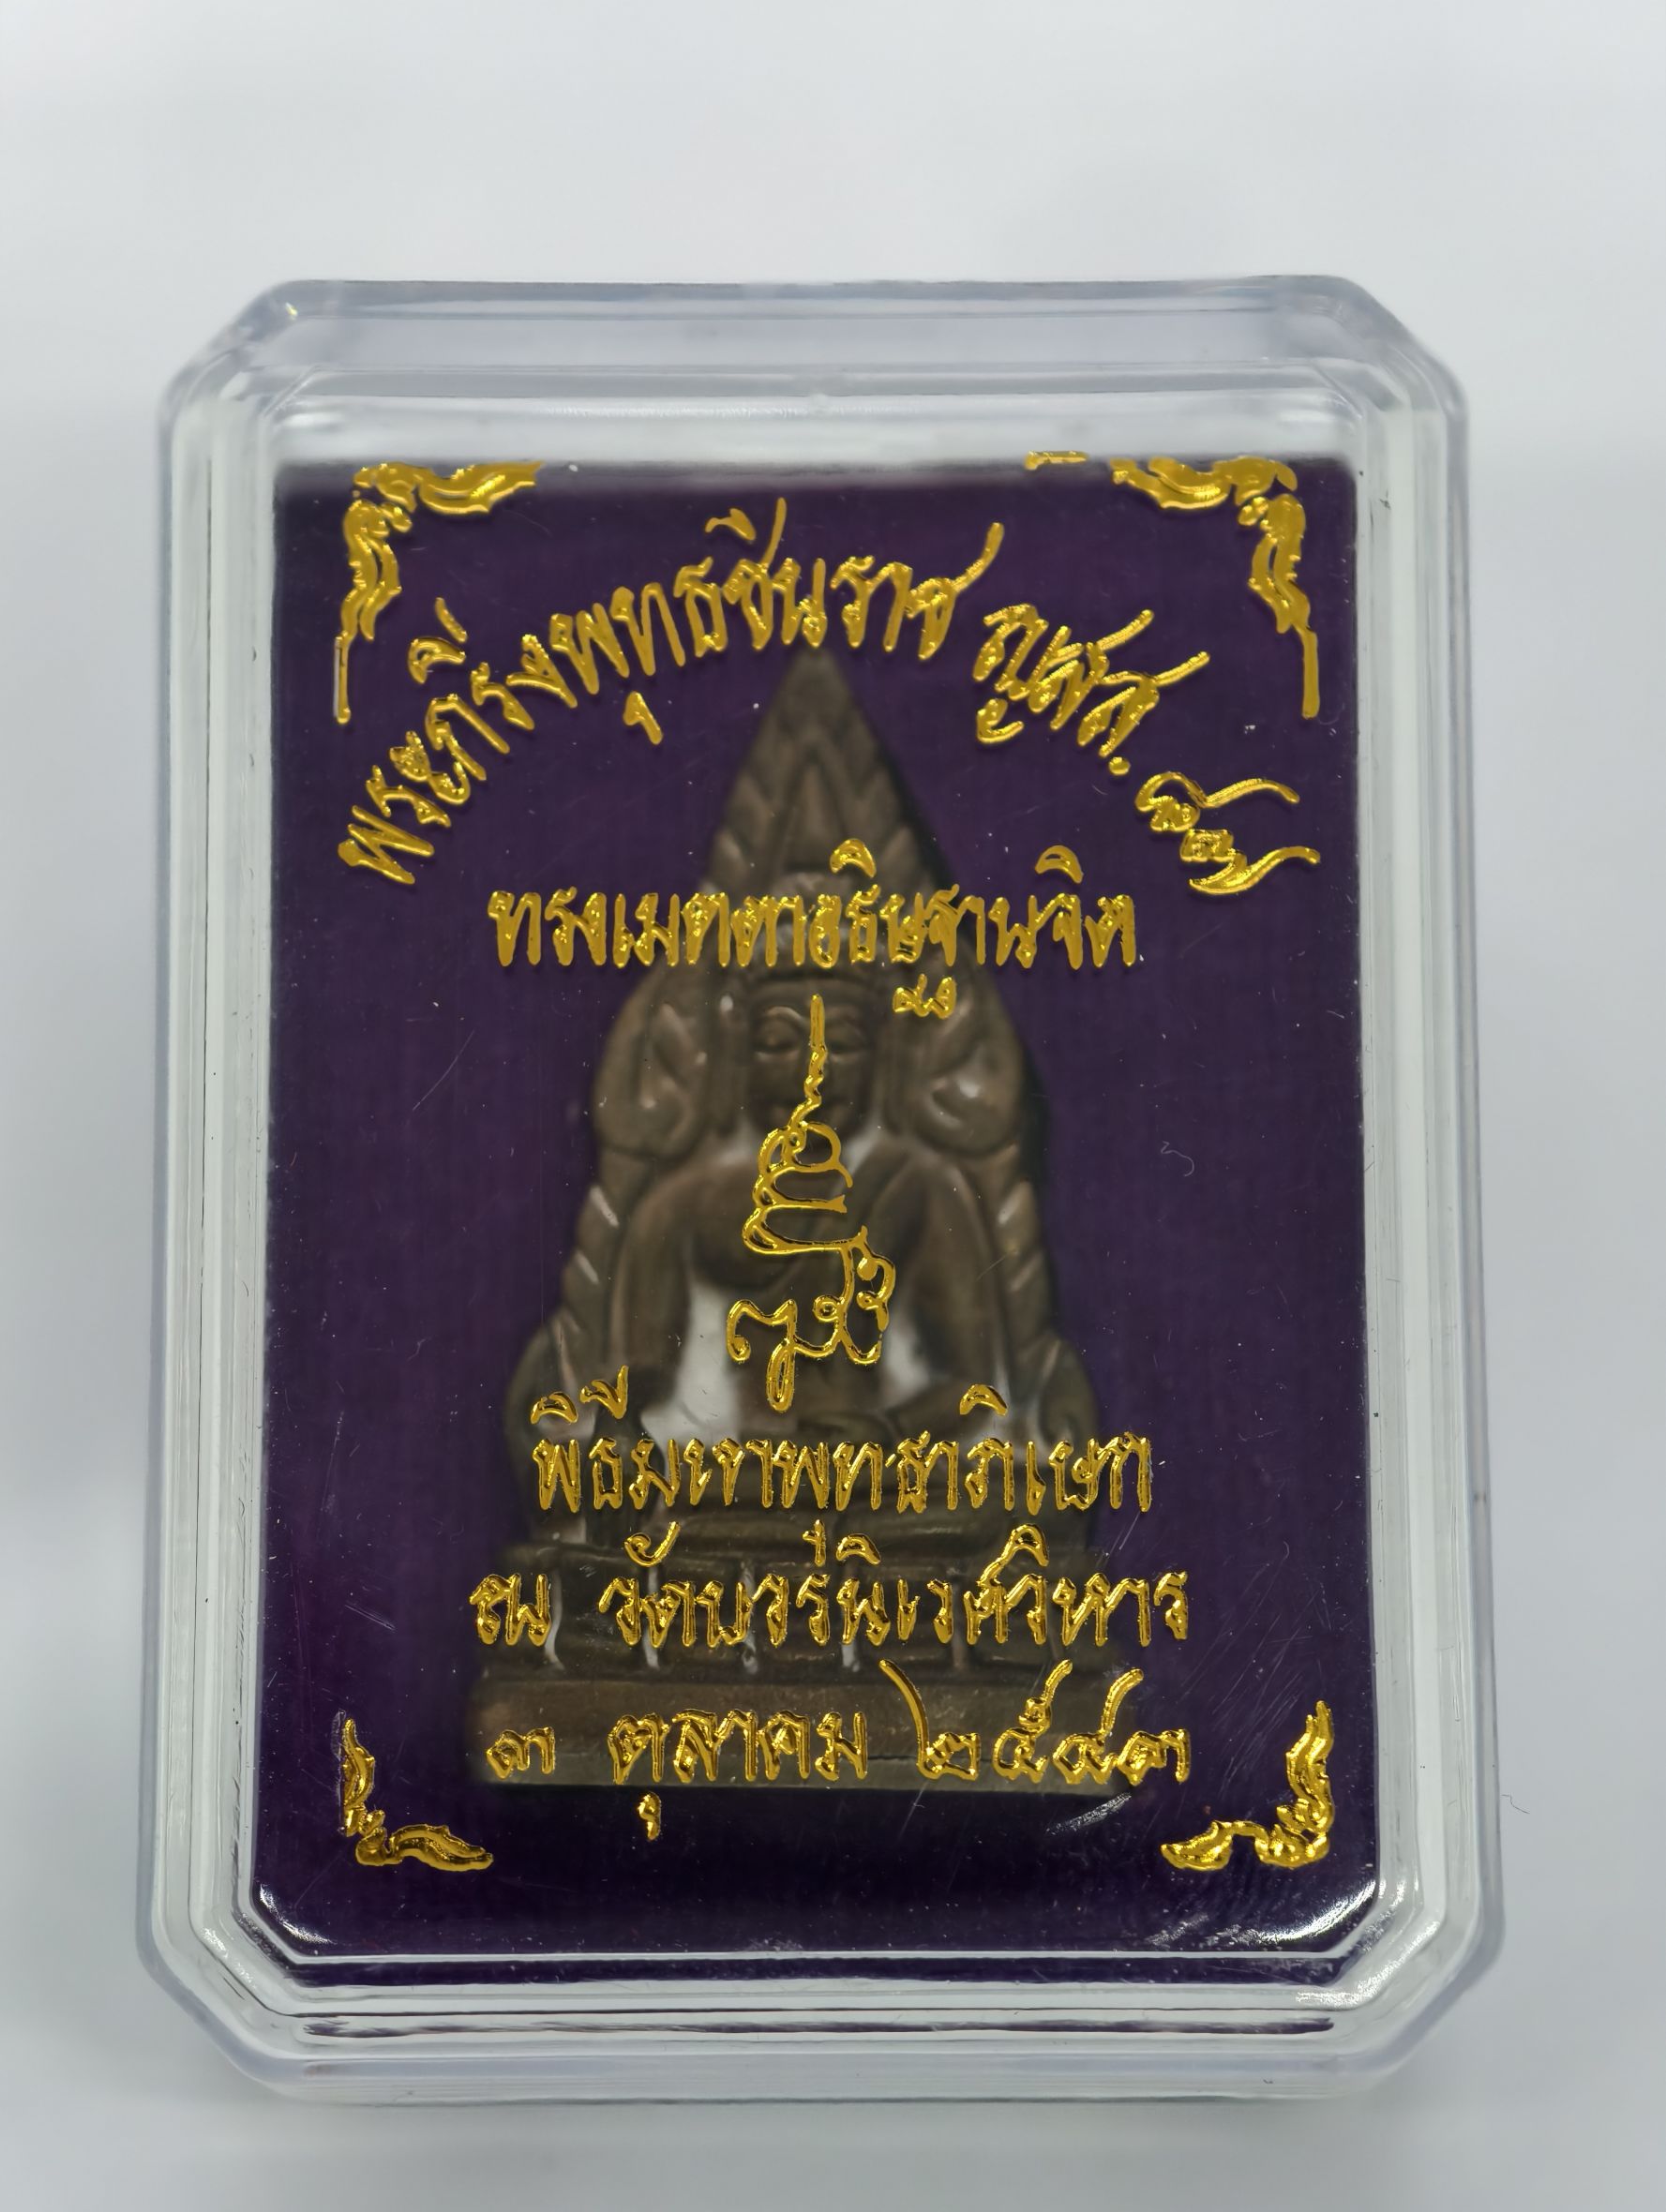 พระกริ่งพุทธชินราช ญสส. ๘๗
ทรงเมตตาอธิษฐานจิต
พิธีมหาพุทธาภิเษก
ณ วัดบวรนิเวศวิหาร
๓ ตุลาคม ๒๕๔๓